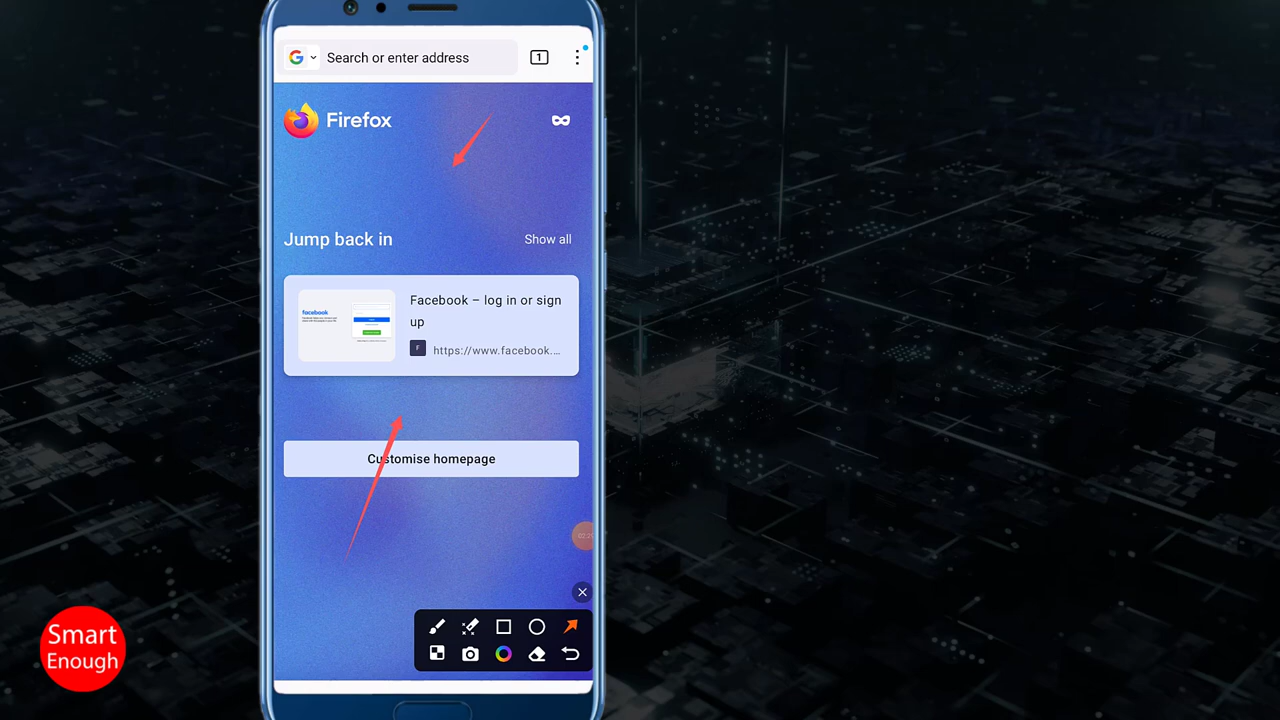 1
Search or enter address
Firefox
Jump back in
Show all
facebook
Facebook – log in or sign
up
F
https://www.facebook....
Customise homepage
Smart
Enough